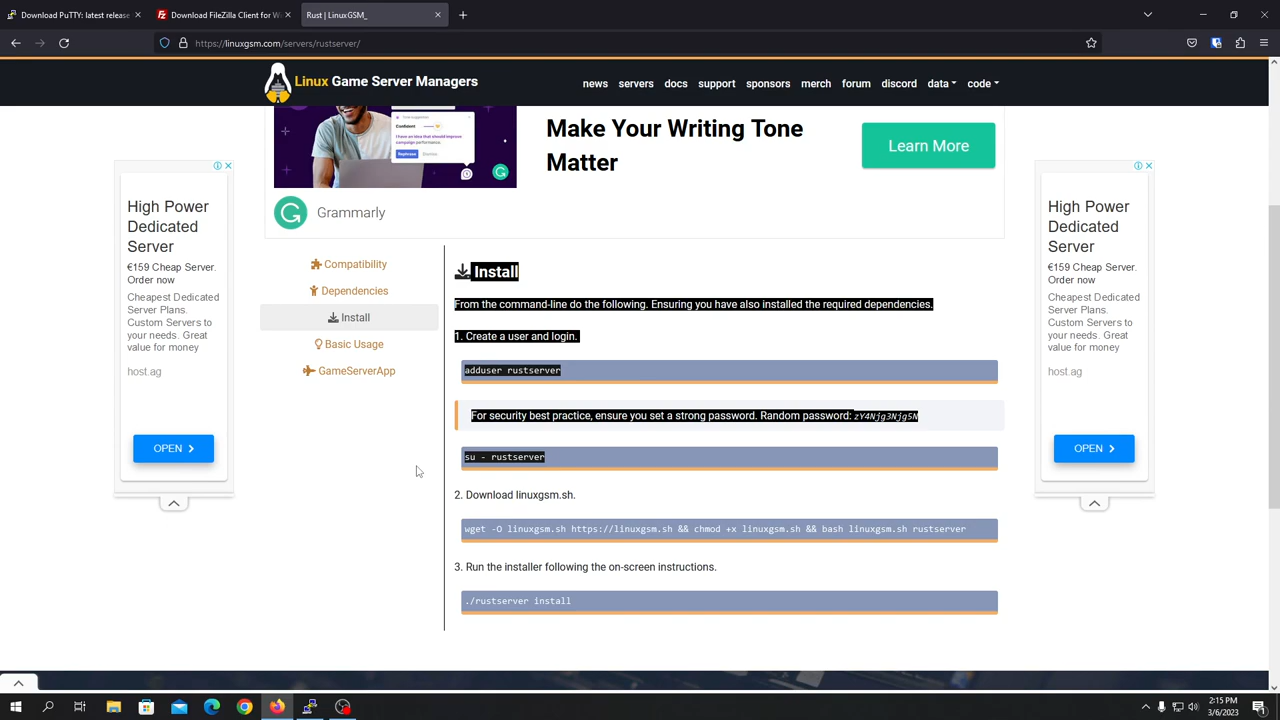 Download PuTTY: latest release
Download FileZilla Client for Wi
Rust | LinuxGSM_
https://linuxgsm.com/servers/rustserver/
Linux Game Server Managers
news servers docs support sponsors merch forum discord data code
Confident
Rephrase Dismiss
Make Your Writing Tone
Matter
Learn More
Grammarly
High Power
Dedicated
Server
€159 Cheap Server.
Order now
Cheapest Dedicated
Server Plans.
Custom Servers to
your needs. Great
value for money
host.ag
OPEN
Compatibility
Dependencies
Install
Basic Usage
GameServerApp
Install
From the command-line do the following. Ensuring you have also installed the required dependencies.
1. Create a user and login.
adduser rustserver
For security best practice, ensure you set a strong password. Random password: zY4Njg3Njg5N
su - rustserver
2. Download linuxgsm.sh.
wget -O linuxgsm.sh https://linuxgsm.sh && chmod +x linuxgsm.sh && bash linuxgsm.sh rustserver
3. Run the installer following the on-screen instructions.
./rustserver install
High Power
Dedicated
Server
€159 Cheap Server.
Order now
Cheapest Dedicated
Server Plans.
Custom Servers to
your needs. Great
value for money
host.ag
OPEN
2:15 PM
3/6/2023